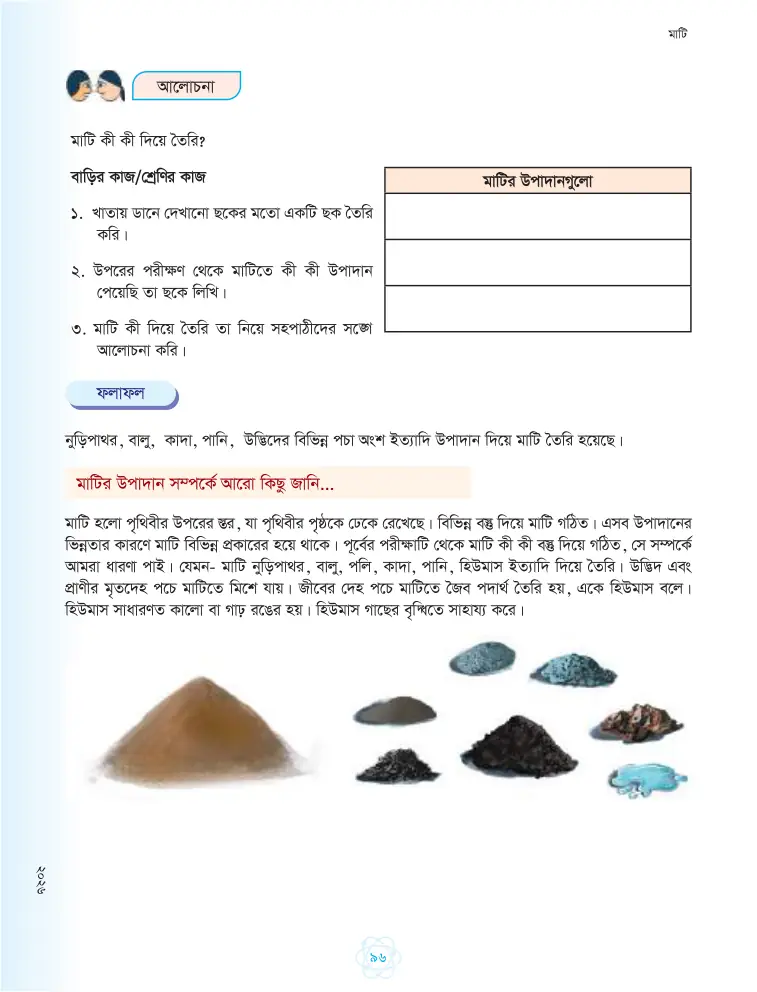 মাটি
আলোচনা
মাটি কী কী দিয়ে তৈরি?
বাড়ির কাজ/শ্রেণির কাজ
১. খাতায় ডানে দেখানো ছকের মতো একটি ছক তৈরি
করি।
২. উপরের পরীক্ষণ থেকে মাটিতে কী কী উপাদান
পেয়েছি তা ছকে লিখি।
৩. মাটি কী দিয়ে তৈরি তা নিয়ে সহপাঠীদের সঙ্গে
আলোচনা করি।
মাটির উপাদানগুলো
ফলাফল
নুড়িপাথর, বালু, কাদা, পানি, উদ্ভিদের বিভিন্ন পচা অংশ ইত্যাদি উপাদান দিয়ে মাটি তৈরি হয়েছে।
মাটির উপাদান সম্পর্কে আরো কিছু জানি...
মাটি হলো পৃথিবীর উপরের স্তর, যা পৃথিবীর পৃষ্ঠকে ঢেকে রেখেছে। বিভিন্ন বস্তু দিয়ে মাটি গঠিত। এসব উপাদানের
ভিন্নতার কারণে মাটি বিভিন্ন প্রকারের হয়ে থাকে। পূর্বের পরীক্ষাটি থেকে মাটি কী কী বস্তু দিয়ে গঠিত, সে সম্পর্কে
আমরা ধারণা পাই। যেমন- মাটি নুড়িপাথর, বালু, পলি, কাদা, পানি, হিউমাস ইত্যাদি দিয়ে তৈরি। উদ্ভিদ এবং
প্রাণীর মৃতদেহ পচে মাটিতে মিশে যায়। জীবের দেহ পচে মাটিতে জৈব পদার্থ তৈরি হয়, একে হিউমাস বলে।
হিউমাস সাধারণত কালো বা গাঢ় রঙের হয়। হিউমাস গাছের বৃদ্ধিতে সাহায্য করে।
২০২৫
৯৬